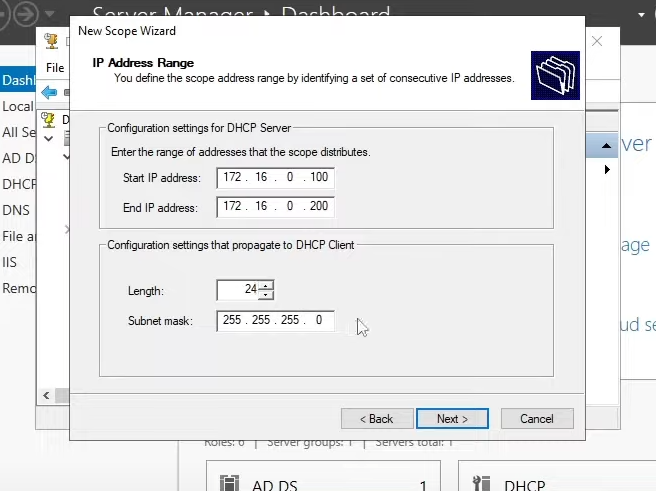 Server Manager Dashboard
New Scope Wizard
IP Address Range
You define the scope address range by identifying a set of consecutive IP addresses.
File
Dashl
Local
All Se
AD D
DHCP
DNS
File a
IIS
Remo
D
ver
age
ud se
Configuration settings for DHCP Server
Enter the range of addresses that the scope distributes.
Start IP address: 172 . 16 . 0 . 100
End IP address: 172 . 16 . 0 . 200
Configuration settings that propagate to DHCP Client
Length: 24
Subnet mask: 255 . 255 . 255 . 0
< Back Next > Cancel
Roles: 6 | Server groups: 1 | Servers total: 1
AD DS 1 DHCP